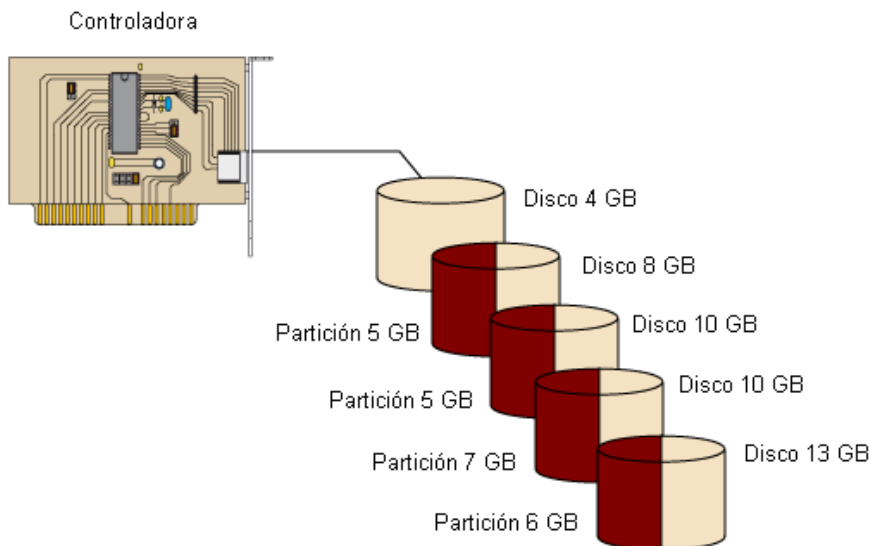 Controladora
Disco 4 GB
Disco 8 GB
Partición 5 GB
Disco 10 GB
Partición 5 GB
Disco 10 GB
Partición 7 GB
Disco 13 GB
Partición 6 GB